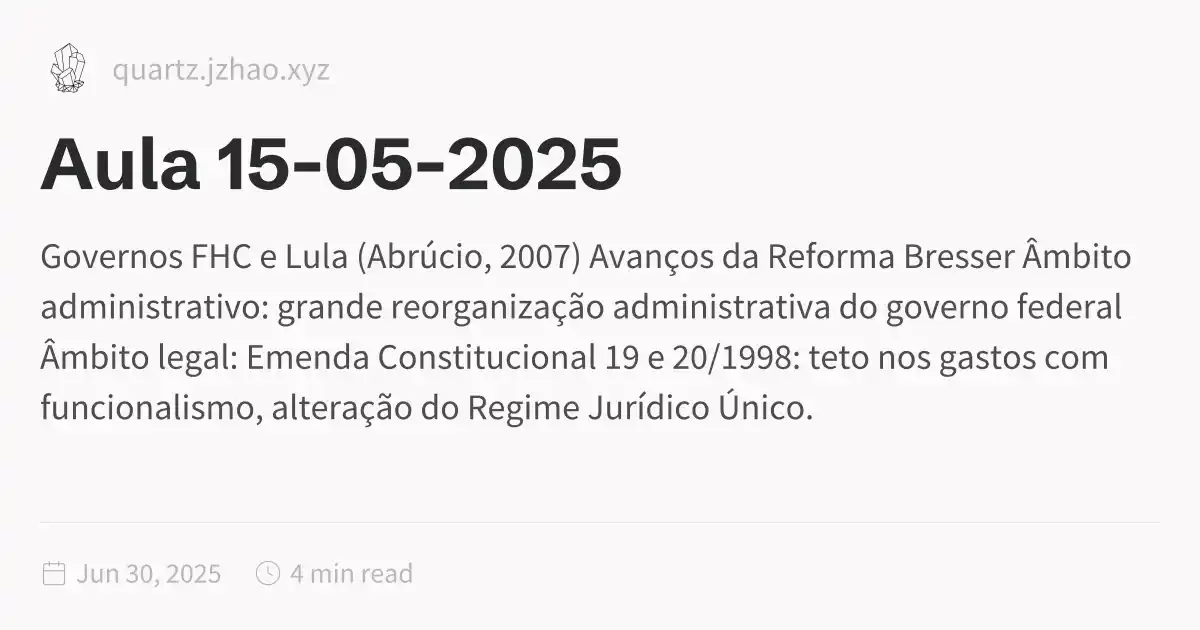 quartz.jzhao.xyz
Aula 15-05-2025
Governos FHC e Lula (Abrúcio, 2007) Avanços da Reforma Bresser Âmbito
administrativo: grande reorganização administrativa do governo federal
Âmbito legal: Emenda Constitucional 19 e 20/1998: teto nos gastos com
funcionalismo, alteração do Regime Jurídico Único.
Jun 30, 2025 4 min read